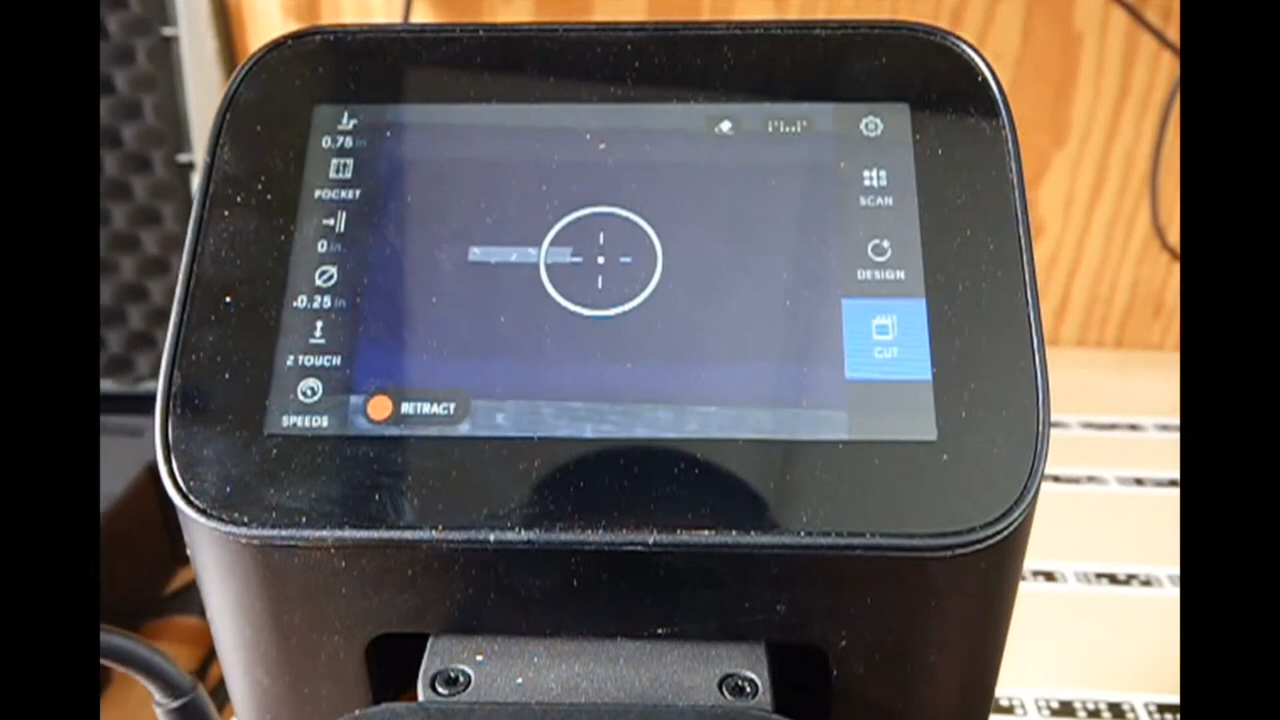 0.75 in
POCKET
0 in.
0.25 in
Z TOUCH
SPEEDS
RETRACT
SCAN
DESIGN
CUT